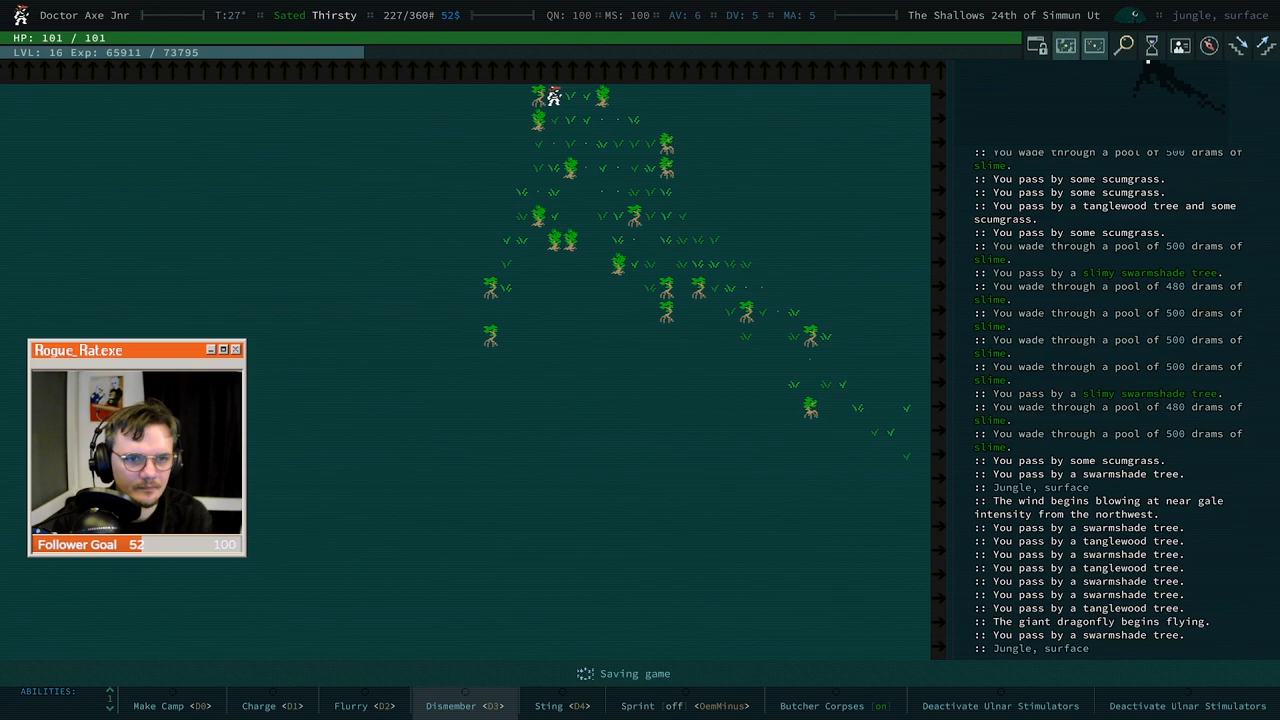 Doctor Axe Jnr T:27° :: Sated Thirsty :: 227/360# 52$ QN: 100 :: MS: 100 :: AV: 6 :: DV: 5 :: MA: 5 The Shallows 24th of Simmun Ut :: jungle, surface
HP: 101 / 101
LVL: 16 Exp: 65911 / 73795
:: You wade through a pool of 500 drams of
slime.
:: You pass by some scumgrass.
:: You pass by some scumgrass.
:: You pass by a tanglewood tree and some
scumgrass.
:: You pass by some scumgrass.
:: You wade through a pool of 500 drams of
slime.
:: You pass by a slimy swarmshade tree.
:: You wade through a pool of 480 drams of
slime.
:: You wade through a pool of 500 drams of
slime.
:: You wade through a pool of 500 drams of
slime.
:: You wade through a pool of 500 drams of
slime.
:: You pass by a slimy swarmshade tree.
:: You wade through a pool of 480 drams of
slime.
:: You wade through a pool of 500 drams of
slime.
:: You pass by some scumgrass.
:: You pass by a swarmshade tree.
:: Jungle, surface
:: The wind begins blowing at near gale
intensity from the northwest.
:: You pass by a swarmshade tree.
:: You pass by a tanglewood tree.
:: You pass by a swarmshade tree.
:: You pass by a tanglewood tree.
:: You pass by a swarmshade tree.
:: You pass by a swarmshade tree.
:: You pass by a tanglewood tree.
:: The giant dragonfly begins flying.
:: You pass by a swarmshade tree.
:: Jungle, surface
Rogue_Rat.exe
Follower Goal 52 100
Saving game
ABILITIES:
1
Make Camp <D0> Charge <D1> Flurry <D2> Dismember <D3> Sting <D4> Sprint [off] <OemMinus> Butcher Corpses [on] Deactivate Ulnar Stimulators Deactivate Ulnar Stimulators